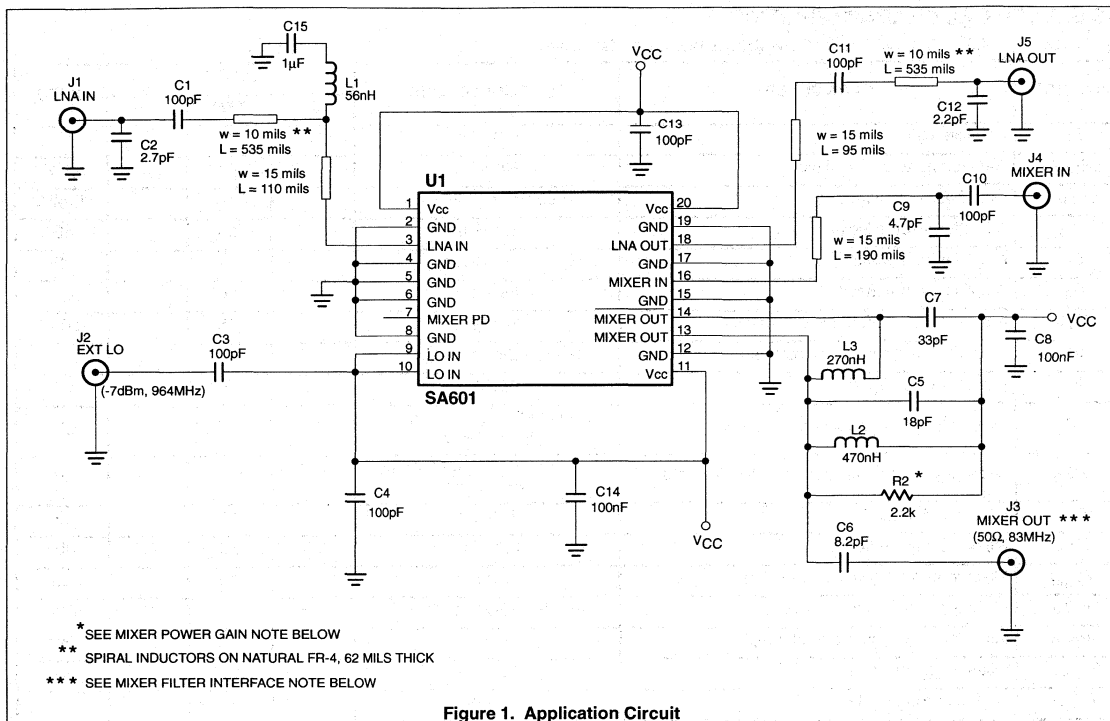 C15
1µF
L1
56nH
J1
LNA IN
C1
100pF
C2
2.7pF
w = 10 mils **
L = 535 mils
w = 15 mils
L = 110 mils
VCC
C13
100pF
C11
100pF
w = 10 mils **
L = 535 mils
J5
LNA OUT
C12
2.2pF
w = 15 mils
L = 95 mils
J4
MIXER IN
C10
100pF
C9
4.7pF
w = 15 mils
L = 190 mils
U1
1 Vcc
2 GND
3 LNA IN
4 GND
5 GND
6 GND
7 MIXER PD
8 GND
9 LO IN
10 LO IN
Vcc 20
GND 19
LNA OUT 18
GND 17
MIXER IN 16
GND 15
MIXER OUT 14
MIXER OUT 13
GND 12
Vcc 11
SA601
J2
EXT LO
(-7dBm, 964MHz)
C3
100pF
C4
100pF
C14
100nF
VCC
C7
33pF
VCC
C8
100nF
L3
270nH
C5
18pF
L2
470nH
R2 *
2.2k
C6
8.2pF
J3
MIXER OUT ***
(50Ω, 83MHz)
* SEE MIXER POWER GAIN NOTE BELOW
** SPIRAL INDUCTORS ON NATURAL FR-4, 62 MILS THICK
*** SEE MIXER FILTER INTERFACE NOTE BELOW
Figure 1. Application Circuit